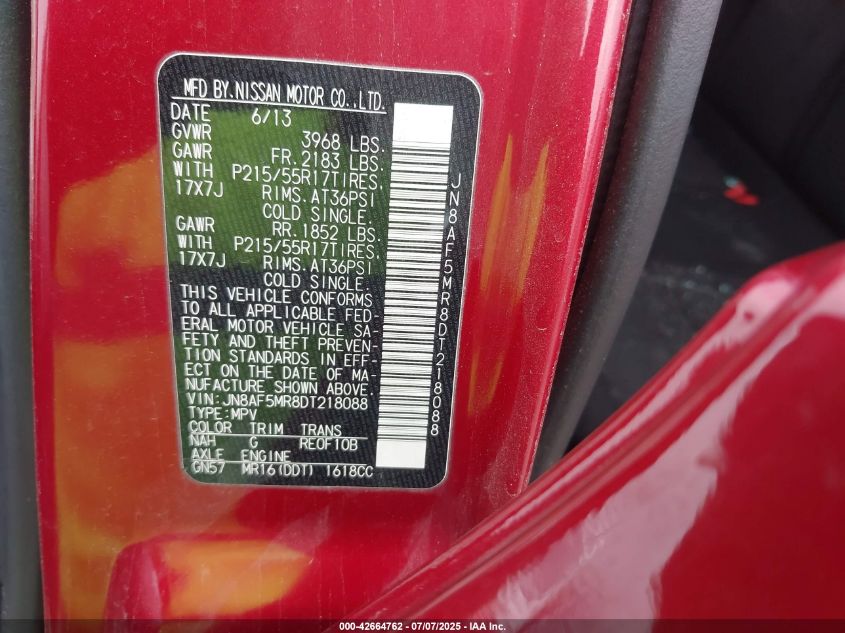 MFD BY.NISSAN MOTOR CO.,LTD.
DATE 6/13
GVWR 3968 LBS.
GAWR FR.2183 LBS.
WITH P215/55R17TIRES.
17X7J RIMS.AT36PSI
COLD SINGLE.
GAWR RR.1852 LBS.
WITH P215/55R17TIRES.
17X7J RIMS.AT36PSI
COLD SINGLE.
THIS VEHICLE CONFORMS
TO ALL APPLICABLE FED-
ERAL MOTOR VEHICLE SA-
FETY AND THEFT PREVEN-
TION STANDARDS IN EFF-
ECT ON THE DATE OF MA-
NUFACTURE SHOWN ABOVE.
VIN:JN8AF5MR8DT218088
TYPE:MPV
COLOR TRIM TRANS
NAH G RE0F10B
AXLE ENGINE
GN57 MR16(DDT) 1618CC
JN8AF5MR8DT218088
000-42664762 - 07/07/2025 - IAA Inc.